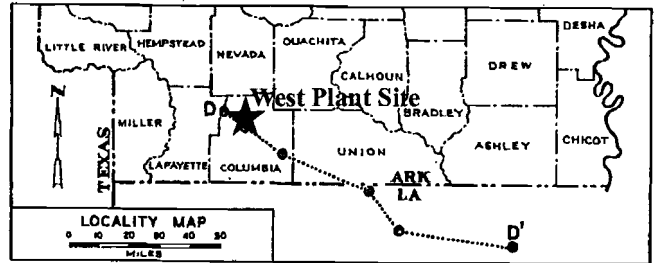 DESHA
LITTLE RIVER
HEMPSTEAD
OUACHITA
NEVADA
DREW
CALHOUN
D
West Plant Site
BRADLEY
N
MILLER
CHICOT
UNION
ASHLEY
TEXAS
LAFAYETTE
COLUMBIA
ARK
LA
LOCALITY MAP
0 10 20 30 40 50
MILES
D'